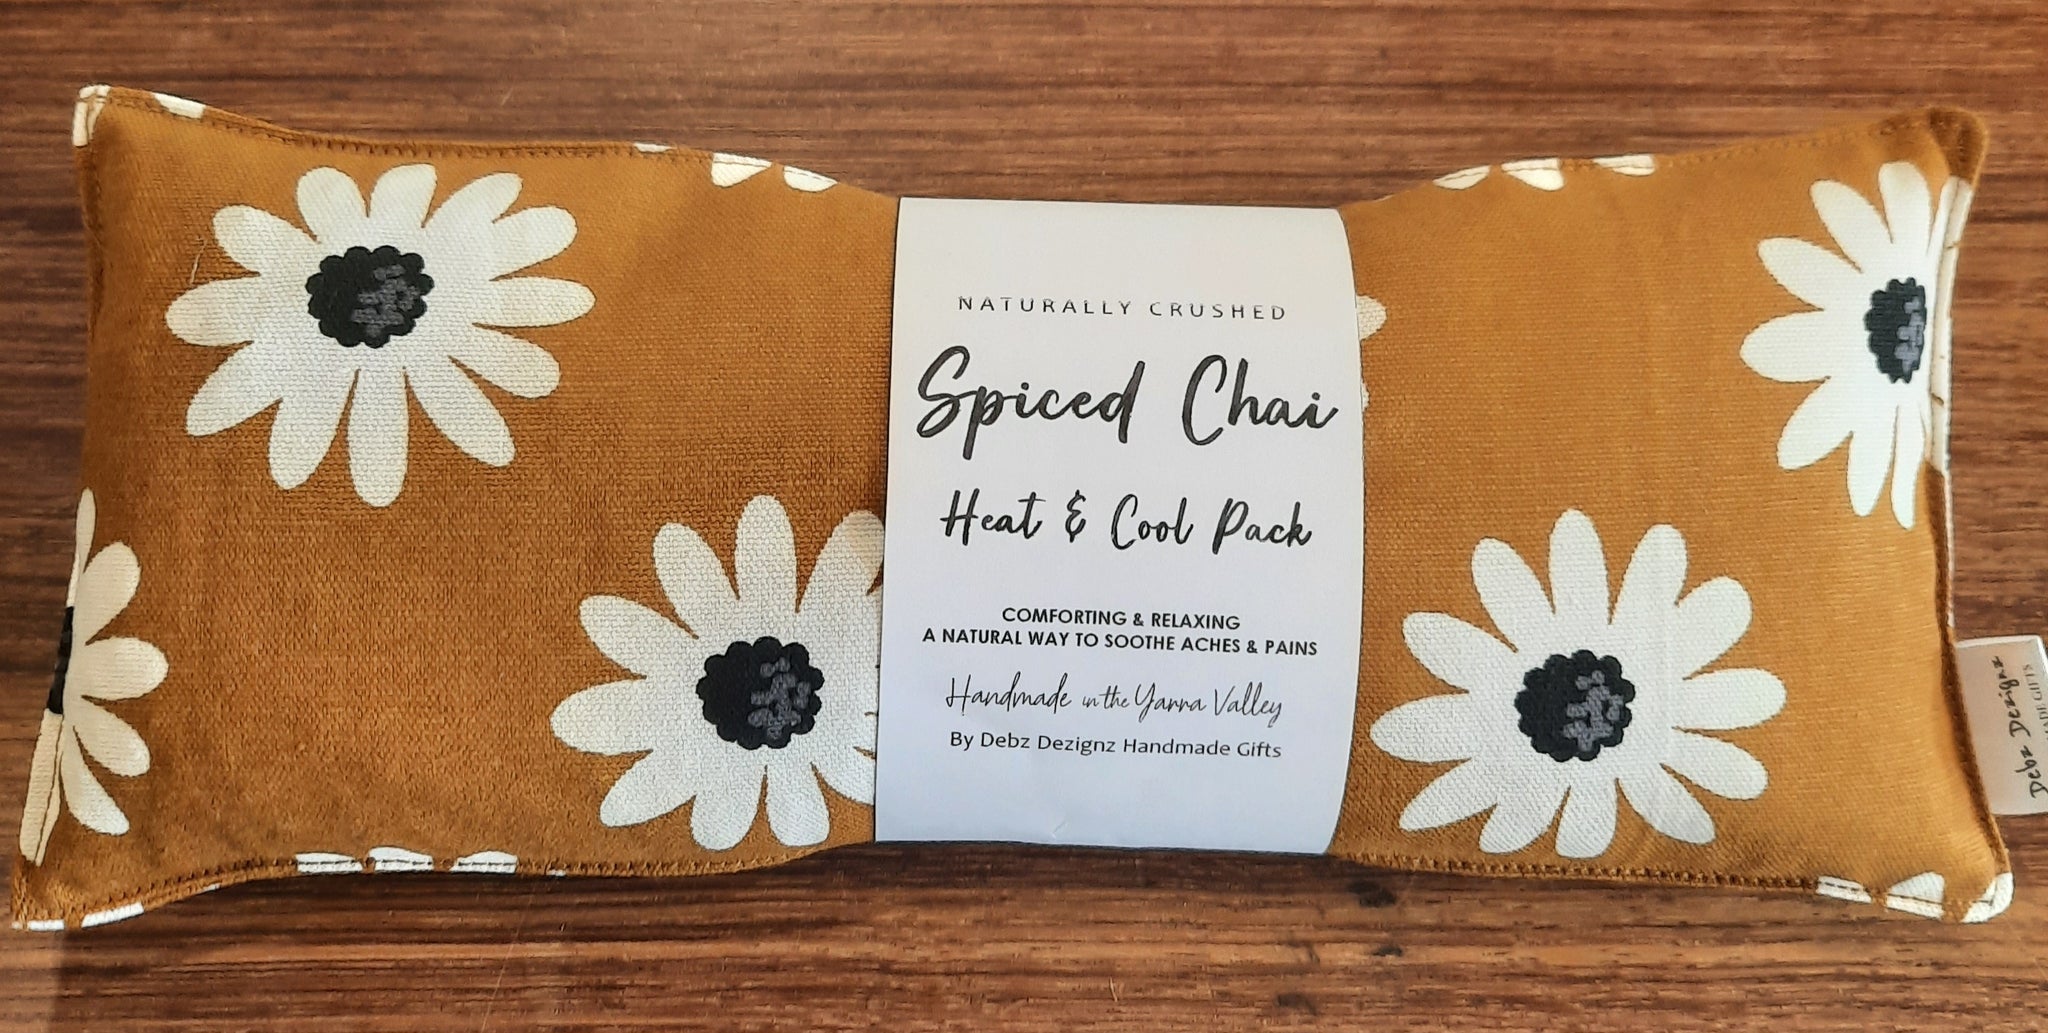 NATURALLY CRUSHED
Spiced Chai
Heat & Cool Pack
COMFORTING & RELAXING
A NATURAL WAY TO SOOTHE ACHES & PAINS
Handmade in the Yarra Valley
By Debz Dezignz Handmade Gifts
Debz Dezignz
GIFTS